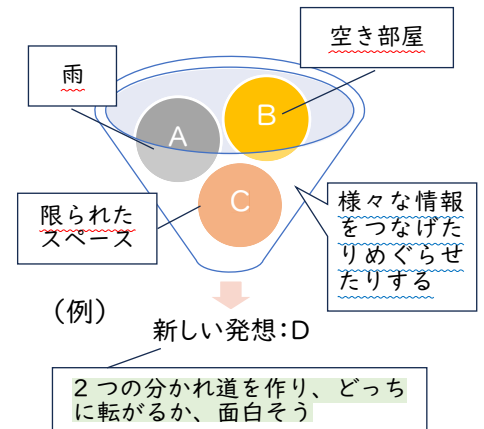 空き部屋
雨
A
B
C
限られた
スペース
様々な情報
をつなげた
りめぐらせ
たりする
（例）
新しい発想：D
２つの分かれ道を作り、どっち
に転がるか、面白そう